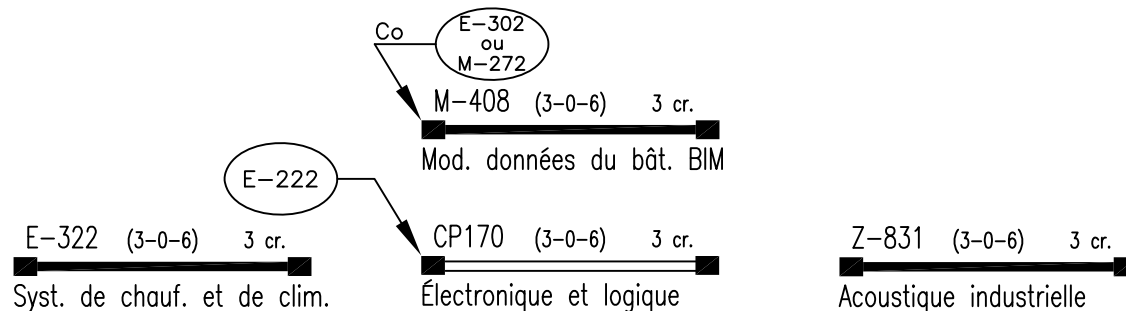 Co
E-302
ou
M-272
M-408 (3-0-6) 3 cr.
Mod. données du bât. BIM
E-222
E-322 (3-0-6) 3 cr.
Syst. de chauf. et de clim.
CP170 (3-0-6) 3 cr.
Électronique et logique
Z-831 (3-0-6) 3 cr.
Acoustique industrielle